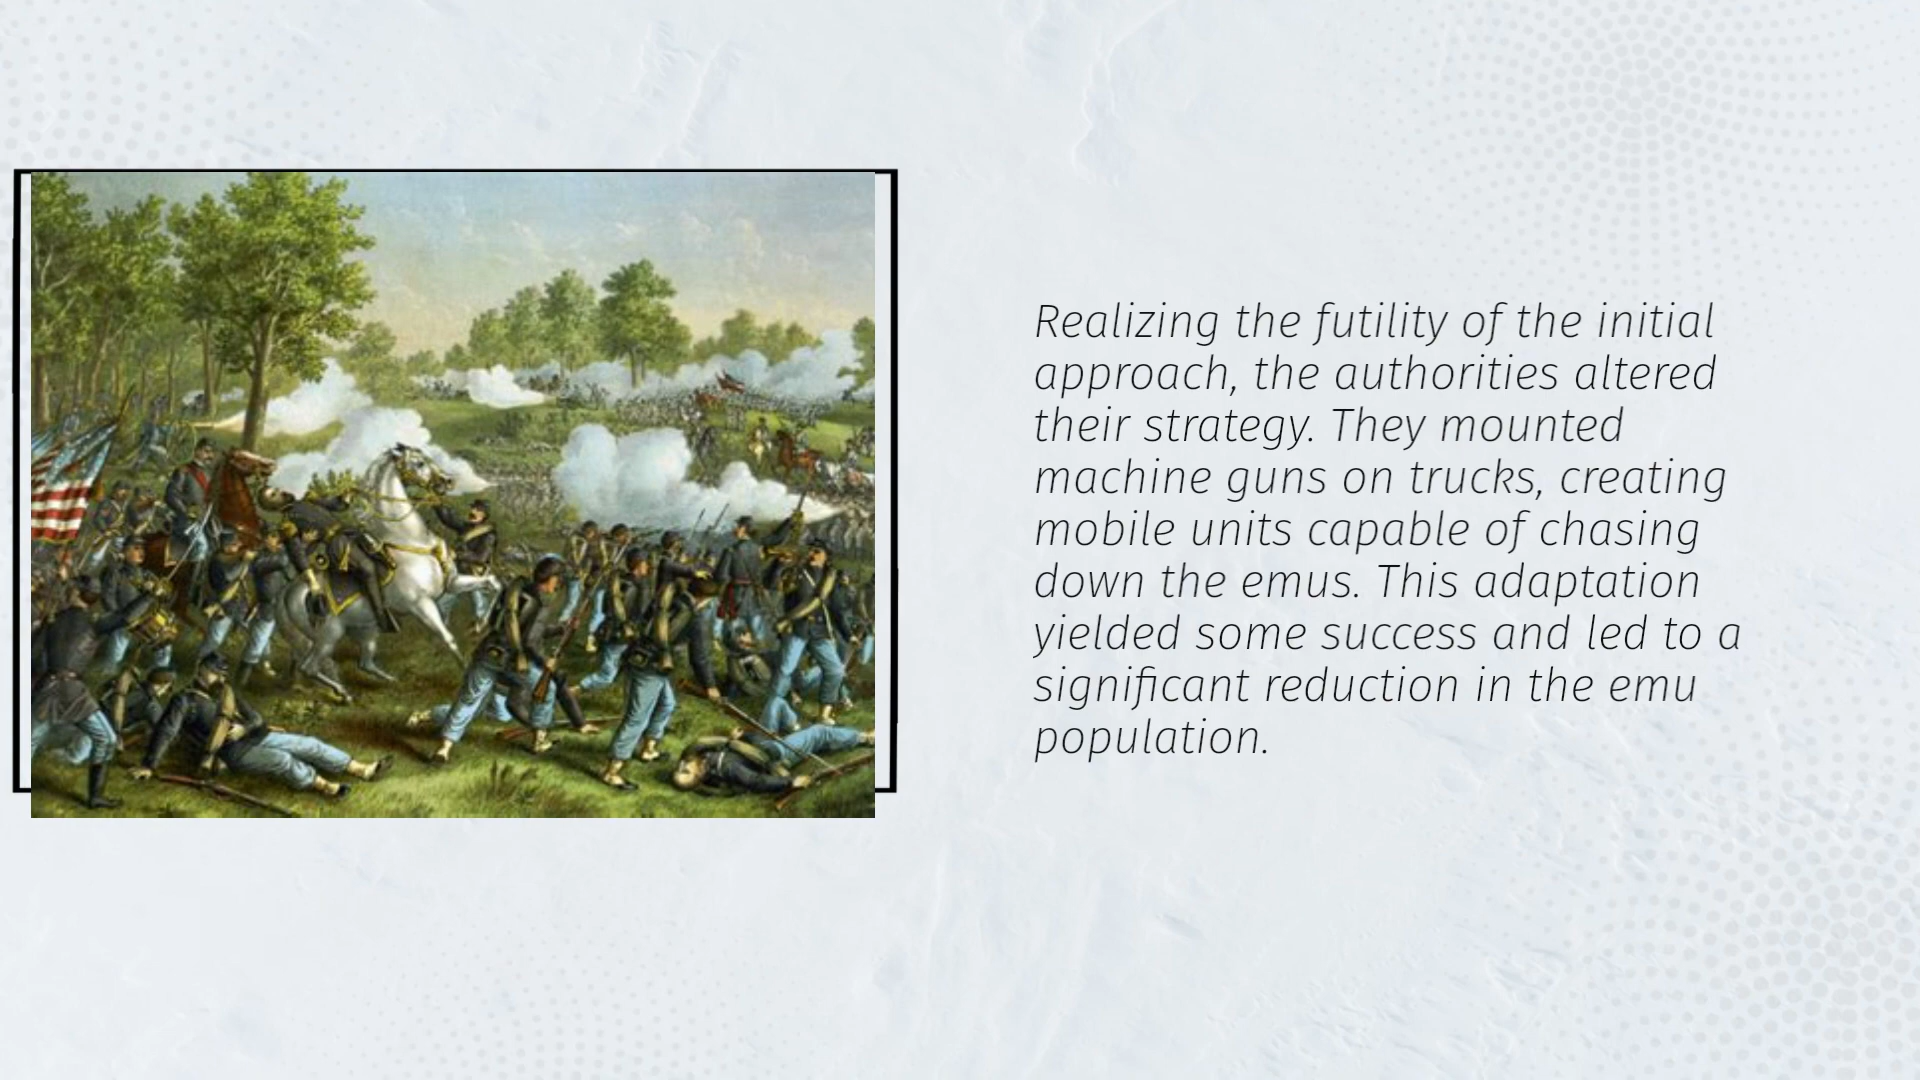 Realizing the futility of the initial
approach, the authorities altered
their strategy. They mounted
machine guns on trucks, creating
mobile units capable of chasing
down the emus. This adaptation
yielded some success and led to a
significant reduction in the emu
population.